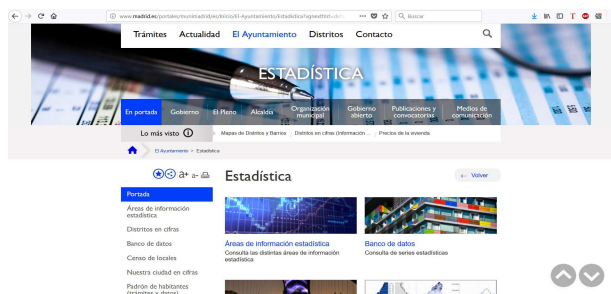 www.madrid.es/portales/munimadrid/es/Inicio/El-Ayuntamiento/Estadistica?vgnextfmt=
Buscar
Trámites Actualidad El Ayuntamiento Distritos Contacto
ESTADÍSTICA
En portada Gobierno El Pleno Alcaldía Organización municipal Gobierno abierto Publicaciones y convocatorias Medios de comunicación
Lo más visto Mapas de Distritos y Barrios / Distritos en cifras (Información ... / Precios de la vivienda
El Ayuntamiento > Estadística
a+ a-
Estadística
← Volver
Portada
Áreas de información
estadística
Distritos en cifras
Banco de datos
Censo de locales
Nuestra ciudad en cifras
Padrón de habitantes
(trámites y datos)
Áreas de información estadística
Consulta las distintas áreas de información
estadística
Banco de datos
Consulta de series estadísticas